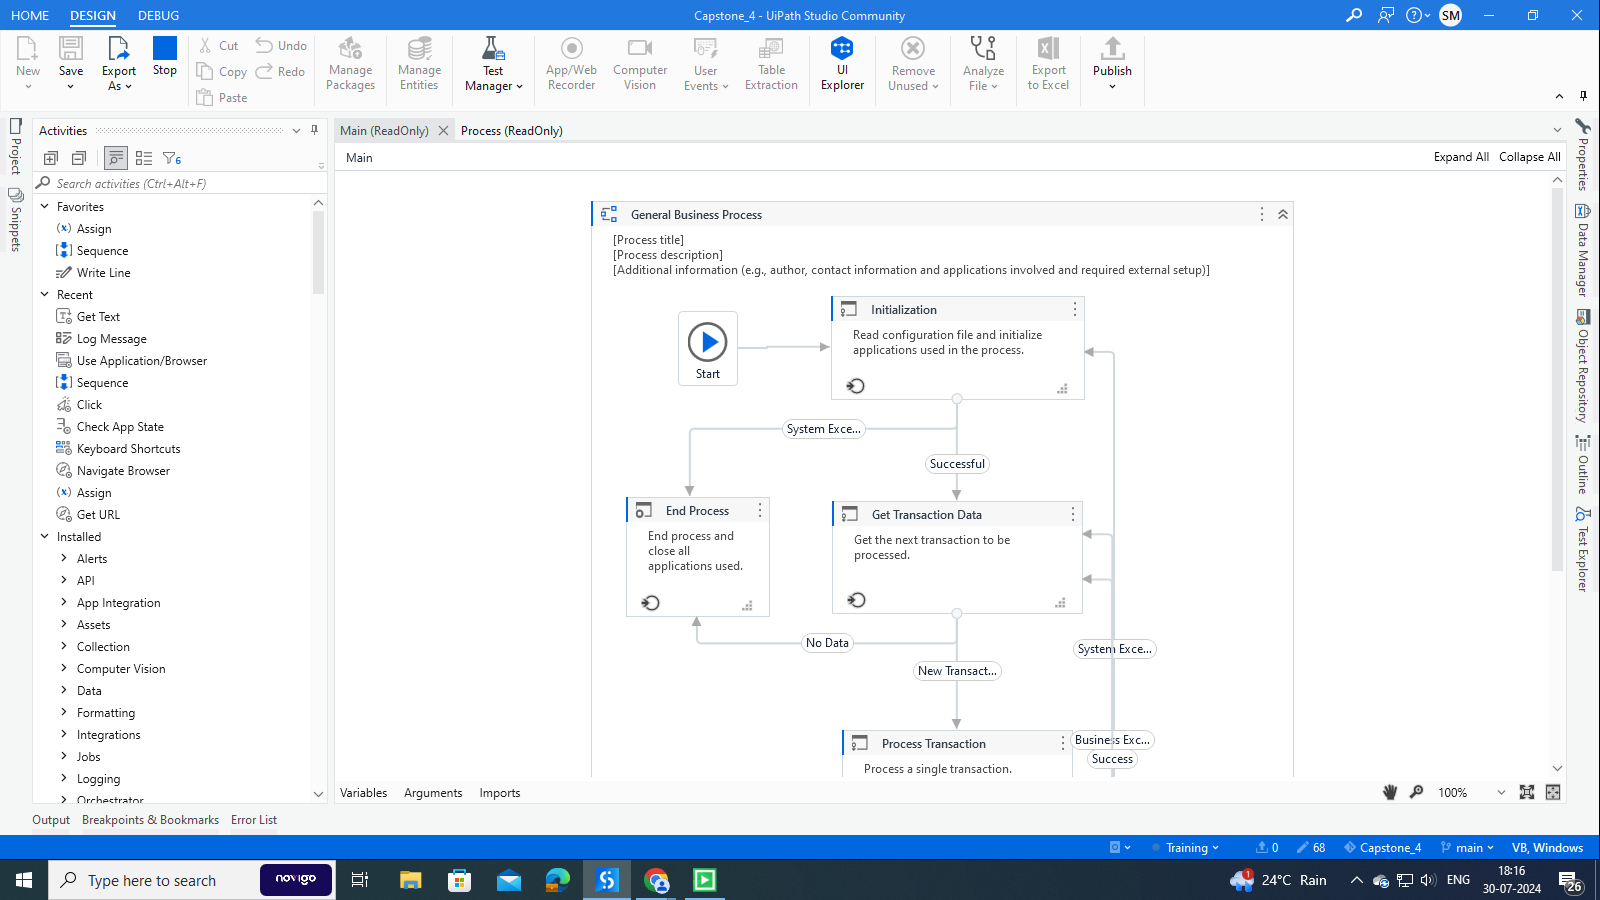 HOME DESIGN DEBUG
Capstone_4 - UiPath Studio Community
SM
New
Save
Export
As
Stop
Cut
Copy
Paste
Undo
Redo
Manage
Packages
Manage
Entities
Test
Manager
App/Web
Recorder
Computer
Vision
User
Events
Table
Extraction
UI
Explorer
Remove
Unused
Analyze
File
Export
to Excel
Publish
Project
Snippets
Activities
6
Search activities (Ctrl+Alt+F)
Favorites
Assign
Sequence
Write Line
Recent
Get Text
Log Message
Use Application/Browser
Sequence
Click
Check App State
Keyboard Shortcuts
Navigate Browser
Assign
Get URL
Installed
Alerts
API
App Integration
Assets
Collection
Computer Vision
Data
Formatting
Integrations
Jobs
Logging
Orchestrator
Main (ReadOnly)
Process (ReadOnly)
Main
Expand All Collapse All
General Business Process
[Process title]
[Process description]
[Additional information (e.g., author, contact information and applications involved and required external setup)]
Start
Initialization
Read configuration file and initialize
applications used in the process.
System Exce...
Successful
End Process
End process and
close all
applications used.
Get Transaction Data
Get the next transaction to be
processed.
No Data
New Transact...
System Exce...
Process Transaction
Process a single transaction.
Business Exc...
Success
Variables Arguments Imports
100%
Properties
Data Manager
Object Repository
Outline
Test Explorer
Output Breakpoints & Bookmarks Error List
Training
0
68
Capstone_4
main
VB, Windows
Type here to search
novigo
1
24°C Rain
ENG
18:16
30-07-2024
26